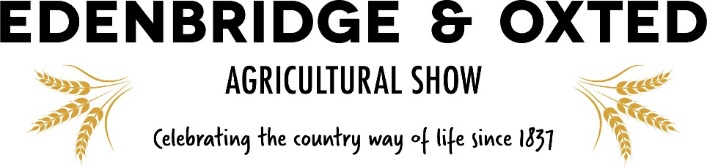 EDENBRIDGE & OXTED
AGRICULTURAL SHOW
Celebrating the country way of life since 1837